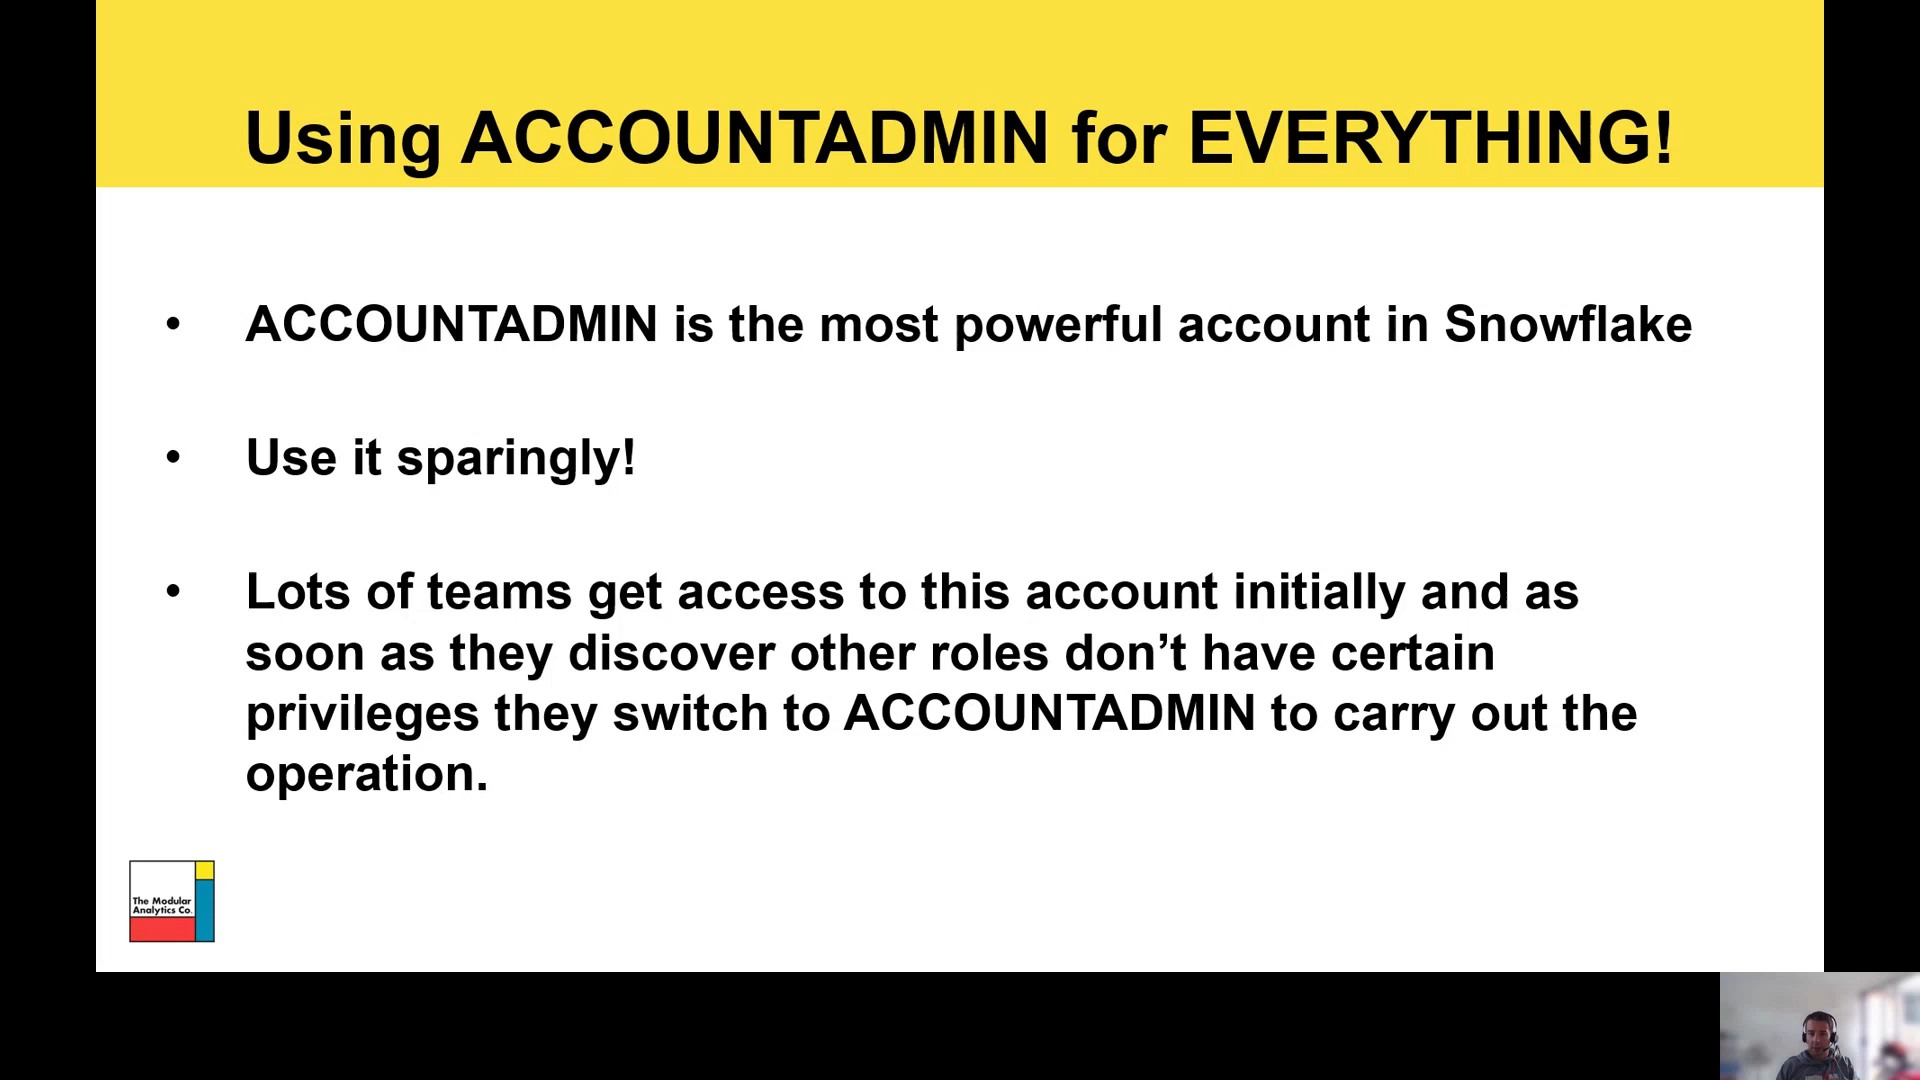 Using ACCOUNTADMIN for EVERYTHING!
• ACCOUNTADMIN is the most powerful account in Snowflake
• Use it sparingly!
• Lots of teams get access to this account initially and as
soon as they discover other roles don’t have certain
privileges they switch to ACCOUNTADMIN to carry out the
operation.
The Modular
Analytics Co.